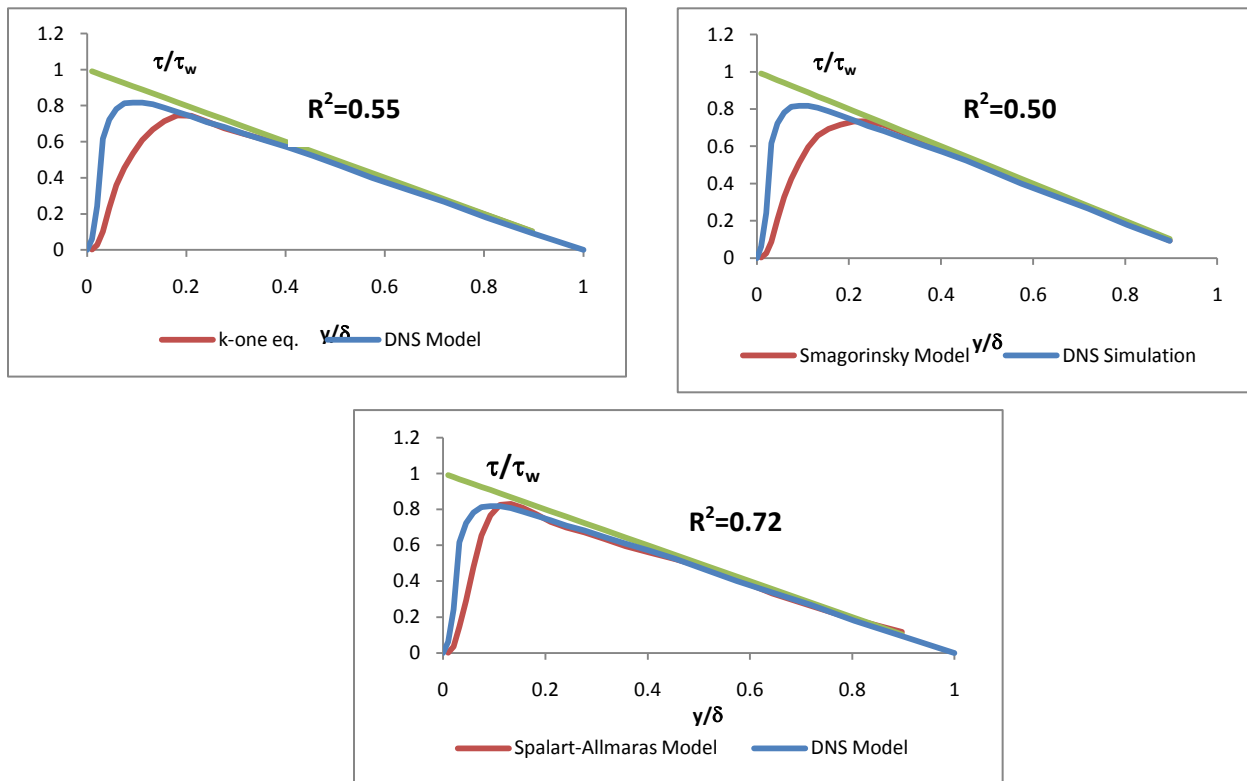 1.2
1
0.8
0.6
0.4
0.2
0
0 0.2 0.4 0.6 0.8 1
τ/τw
R²=0.55
y/δ
k-one eq. DNS Model
1.2
1
0.8
0.6
0.4
0.2
0
0 0.2 0.4 0.6 0.8 1
τ/τw
R²=0.50
y/δ
Smagorinsky Model DNS Simulation
1.2
1
0.8
0.6
0.4
0.2
0
0 0.2 0.4 0.6 0.8 1
τ/τw
R²=0.72
y/δ
Spalart-Allmaras Model DNS Model